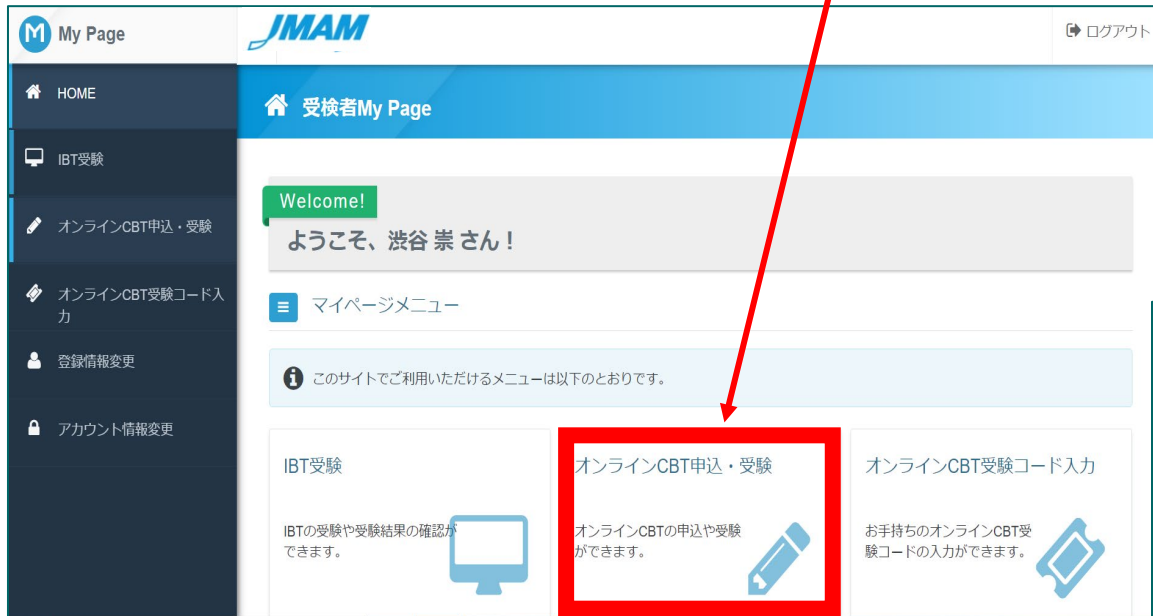 My Page
JMAM
ログアウト
HOME
IBT受験
オンラインCBT申込・受験
オンラインCBT受験コード入
力
登録情報変更
アカウント情報変更
受検者My Page
Welcome!
ようこそ、渋谷 崇 さん！
マイページメニュー
このサイトでご利用いただけるメニューは以下のとおりです。
IBT受験
IBTの受験や受験結果の確認が
できます。
オンラインCBT申込・受験
オンラインCBTの申込や受験
ができます。
オンラインCBT受験コード入力
お手持ちのオンラインCBT受
験コードの入力ができます。